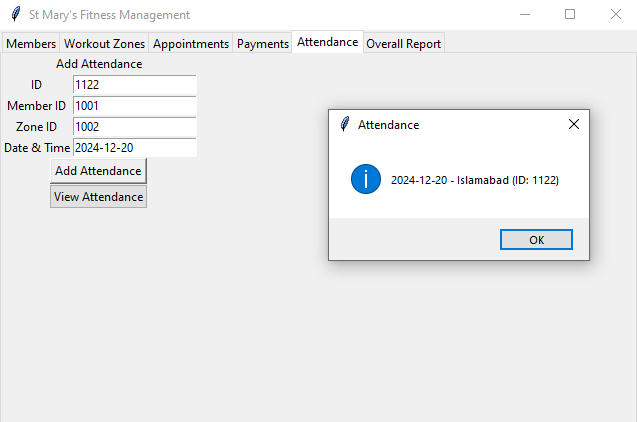 St Mary's Fitness Management
Members Workout Zones Appointments Payments Attendance Overall Report
Add Attendance
ID 1122
Member ID 1001
Zone ID 1002
Date & Time 2024-12-20
Add Attendance
View Attendance
Attendance
2024-12-20 - Islamabad (ID: 1122)
OK